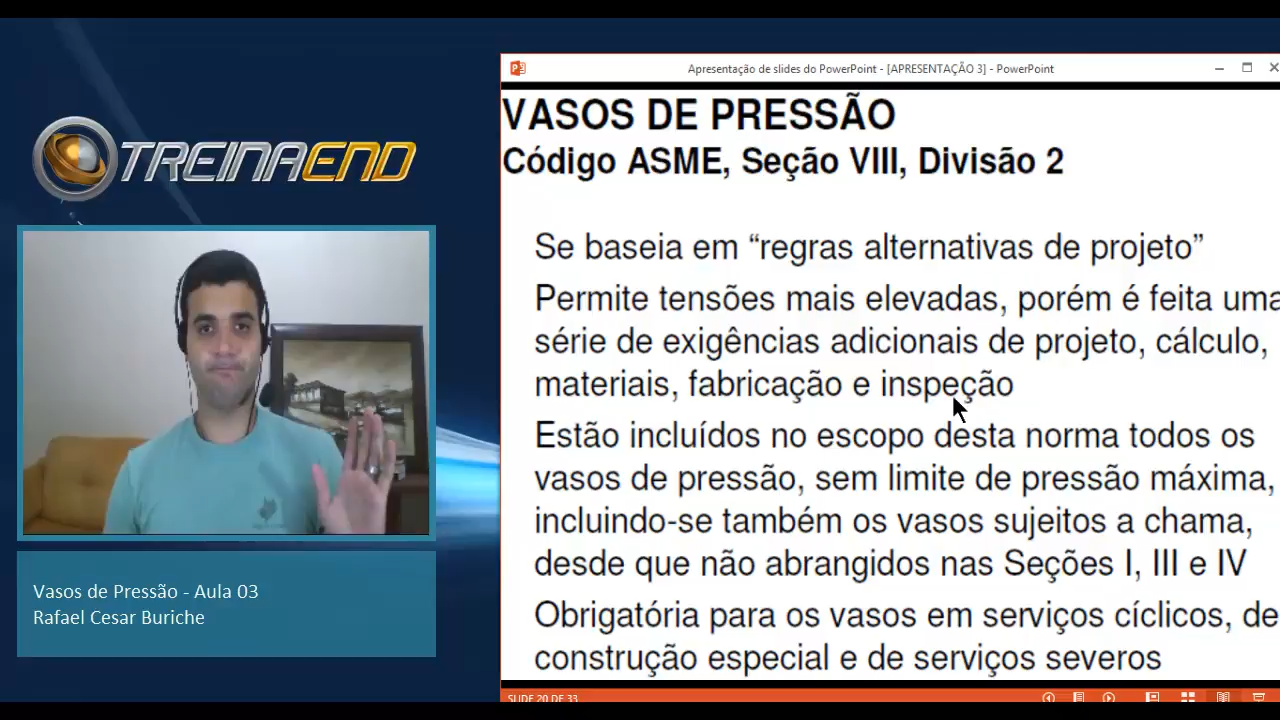 Apresentação de slides do PowerPoint - [APRESENTAÇÃO 3] - PowerPoint
TREINAEND
VASOS DE PRESSÃO
Código ASME, Seção VIII, Divisão 2
Se baseia em “regras alternativas de projeto”
Permite tensões mais elevadas, porém é feita uma
série de exigências adicionais de projeto, cálculo,
materiais, fabricação e inspeção
Estão incluídos no escopo desta norma todos os
vasos de pressão, sem limite de pressão máxima,
incluindo-se também os vasos sujeitos a chama,
desde que não abrangidos nas Seções I, III e IV
Obrigatória para os vasos em serviços cíclicos, de
construção especial e de serviços severos
Vasos de Pressão - Aula 03
Rafael Cesar Buriche
SLIDE 20 DE 33